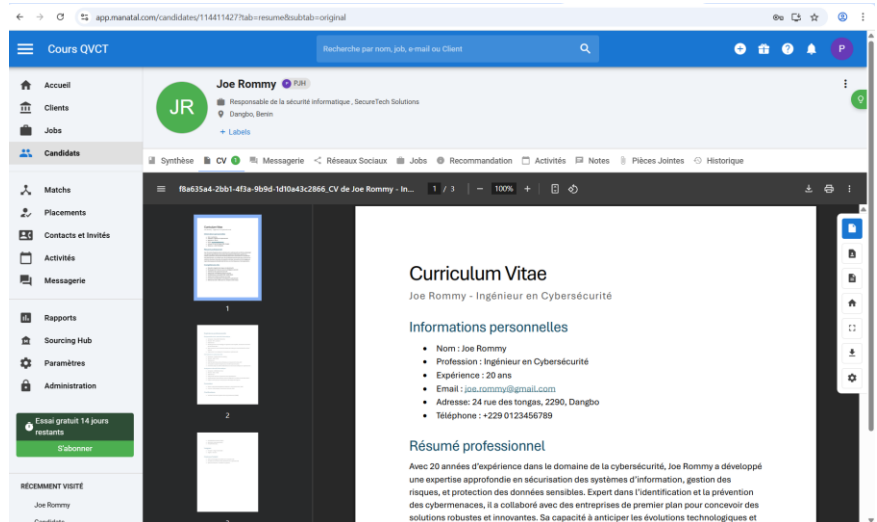 app.manatal.com/candidates/114411427?tab=resume&subtab=original
Cours QVCT
Recherche par nom, job, e-mail ou Client
P
Accueil
Clients
Jobs
Candidats
Matchs
Placements
Contacts et Invités
Activités
Messagerie
Rapports
Sourcing Hub
Paramètres
Administration
Essai gratuit 14 jours
restants
S'abonner
RÉCEMMENT VISITÉ
Joe Rommy
Candidats
JR
Joe Rommy P PJH
Responsable de la sécurité informatique , SecureTech Solutions
Dangbo, Benin
+ Labels
Synthèse CV 1 Messagerie Réseaux Sociaux Jobs Recommandation Activités Notes Pièces Jointes Historique
f8a635a4-2bb1-4f3a-9b9d-1d10a43c2866_CV de Joe Rommy - In... 1 / 3 100%
1
2
Curriculum Vitae
Joe Rommy - Ingénieur en Cybersécurité
Informations personnelles
Nom : Joe Rommy
Profession : Ingénieur en Cybersécurité
Expérience : 20 ans
Email : joe.rommy@gmail.com
Adresse: 24 rue des tongas, 2290, Dangbo
Téléphone : +229 0123456789
Résumé professionnel
Avec 20 années d'expérience dans le domaine de la cybersécurité, Joe Rommy a développé
une expertise approfondie en sécurisation des systèmes d'information, gestion des
risques, et protection des données sensibles. Expert dans l'identification et la prévention
des cybermenaces, il a collaboré avec des entreprises de premier plan pour concevoir des
solutions robustes et innovantes. Sa capacité à anticiper les évolutions technologiques et